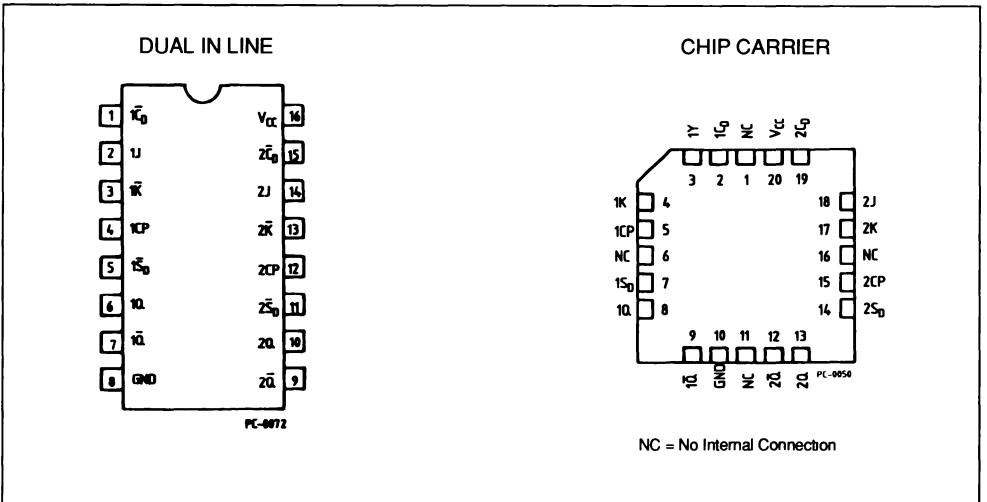 DUAL IN LINE
1 1C̅D VCC 16
2 1J 2C̅D 15
3 1K̅ 2J 14
4 1CP 2K̅ 13
5 1S̅D 2CP 12
6 1Q 2S̅D 11
7 1Q̅ 2Q 10
8 GND 2Q̅ 9
PC-0072
CHIP CARRIER
1Y 1CD NC VCC 2CD
3 2 1 20 19
1K 4 18 2J
1CP 5 17 2K
NC 6 16 NC
1SD 7 15 2CP
1Q 8 14 2SD
9 10 11 12 13
1Q̅ GND NC 2Q̅ 2Q
PC-0050
NC = No Internal Connection